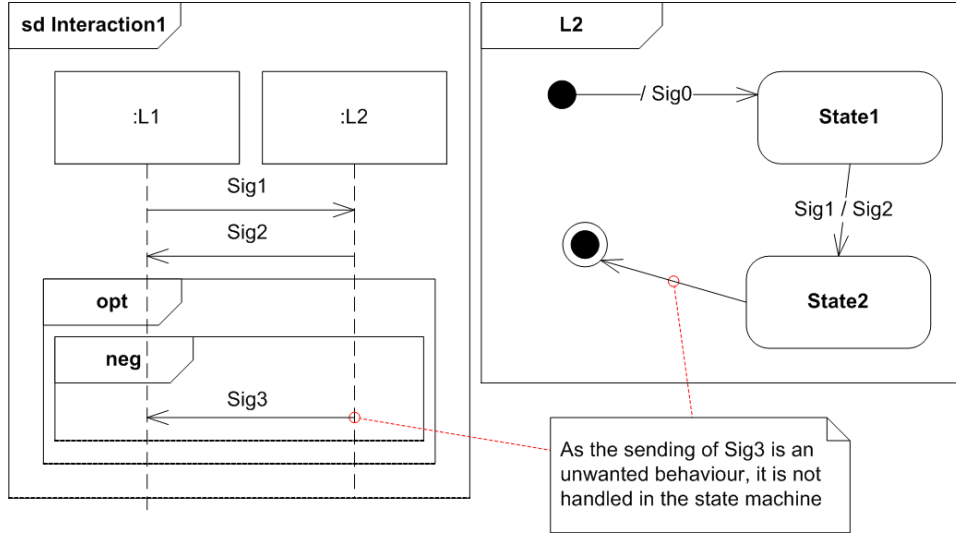 sd Interaction1
:L1
:L2
Sig1
Sig2
opt
neg
Sig3
L2
/ Sig0
State1
Sig1 / Sig2
State2
As the sending of Sig3 is an
unwanted behaviour, it is not
handled in the state machine